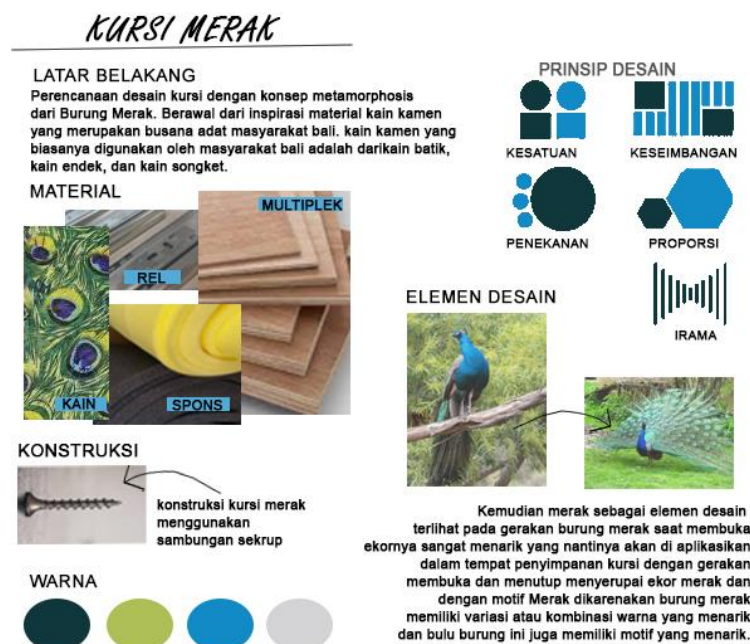 KURSI MERAK
LATAR BELAKANG
Perencanaan desain kursi dengan konsep metamorphosis
dari Burung Merak. Berawal dari inspirasi material kain kamen
yang merupakan busana adat masyarakat bali. kain kamen yang
biasanya digunakan oleh masyarakat bali adalah darikain batik,
kain endek, dan kain songket.
MATERIAL
MULTIPLEK
REL
KAIN
SPONS
KONSTRUKSI
konstruksi kursi merak
menggunakan
sambungan sekrup
WARNA
PRINSIP DESAIN
KESATUAN
KESEIMBANGAN
PENEKANAN
PROPORSI
IRAMA
ELEMEN DESAIN
Kemudian merak sebagai elemen desain
terlihat pada gerakan burung merak saat membuka
ekornya sangat menarik yang nantinya akan di aplikasikan
dalam tempat penyimpanan kursi dengan gerakan
membuka dan menutup menyerupai ekor merak dan
dengan motif Merak dikarenakan burung merak
memiliki variasi atau kombinasi warna yang menarik
dan bulu burung ini juga memiliki motif yang menarik.